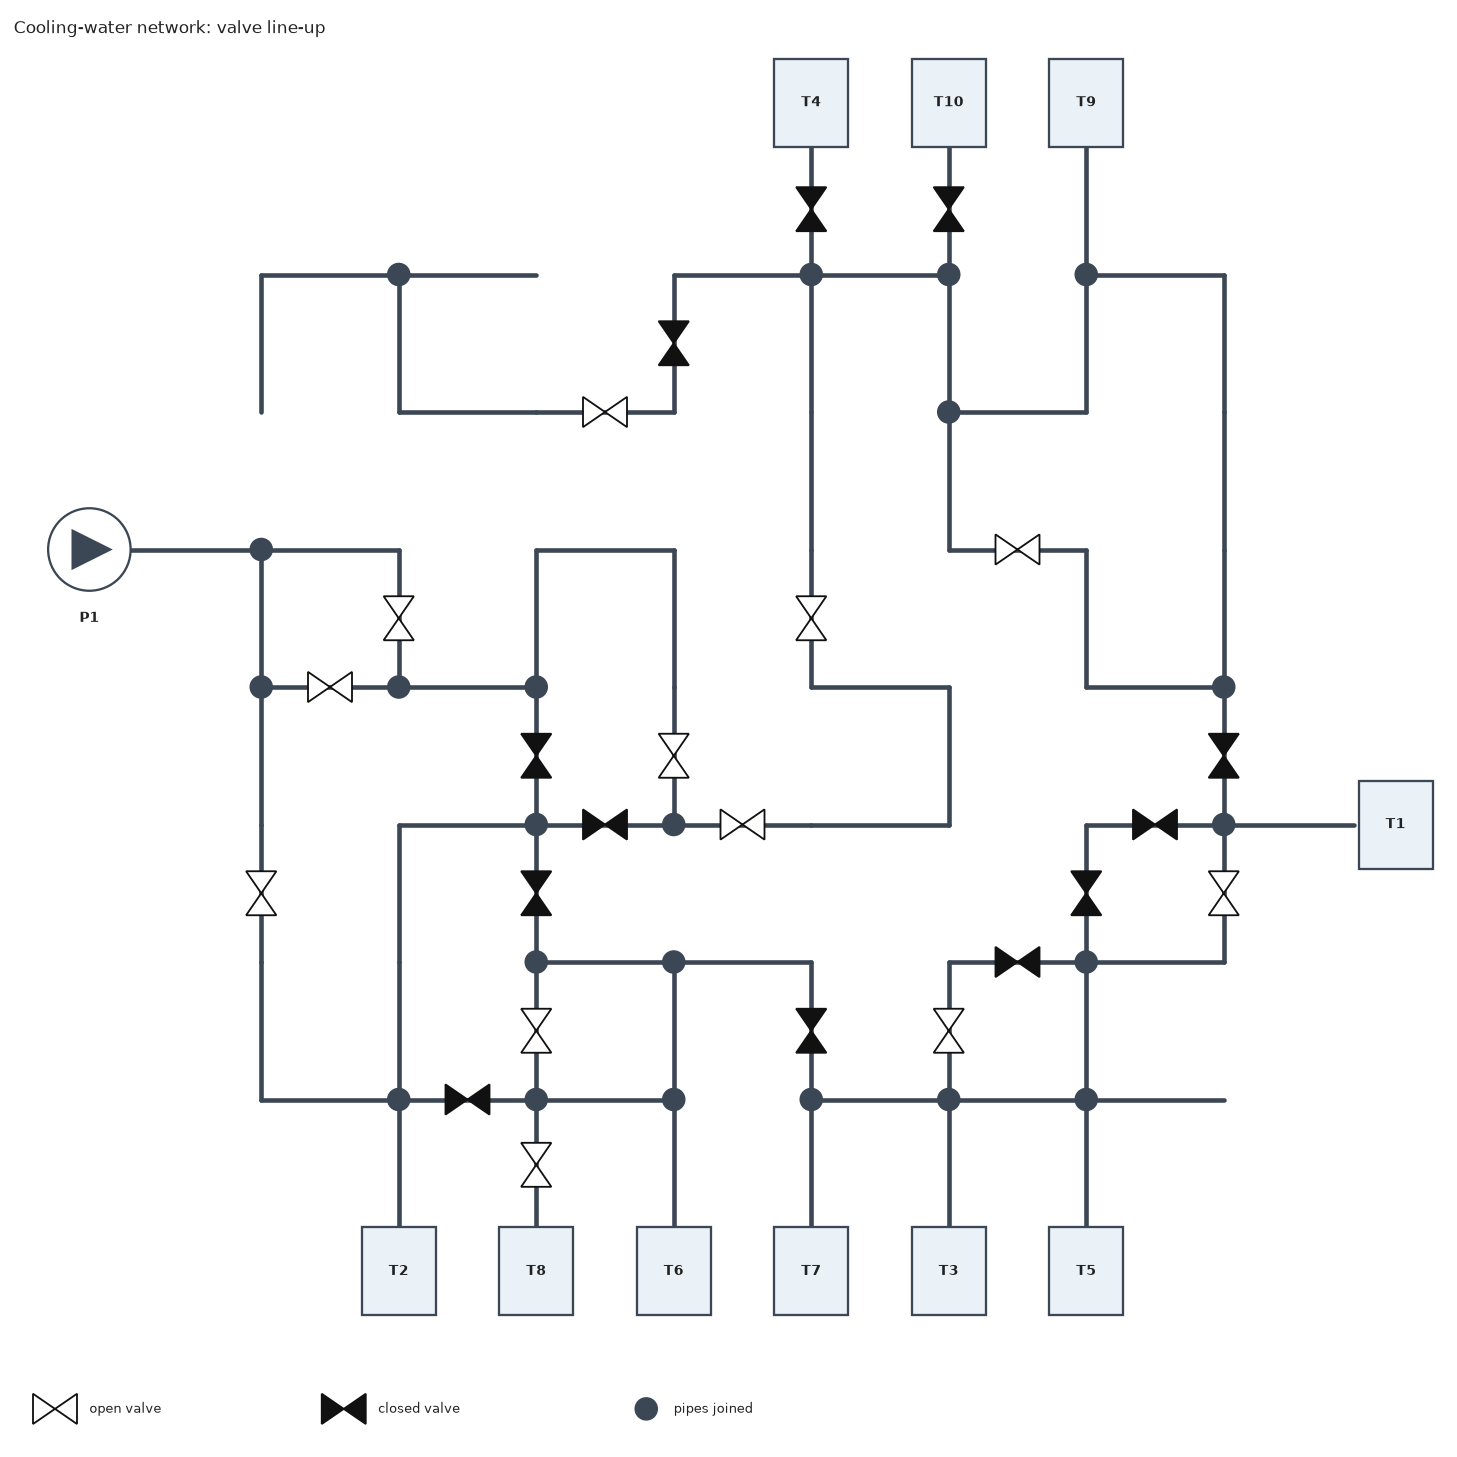 Cooling-water network: valve line-up
T4
T10
T9
P1
T1
T2
T8
T6
T7
T3
T5
open valve
closed valve
pipes joined